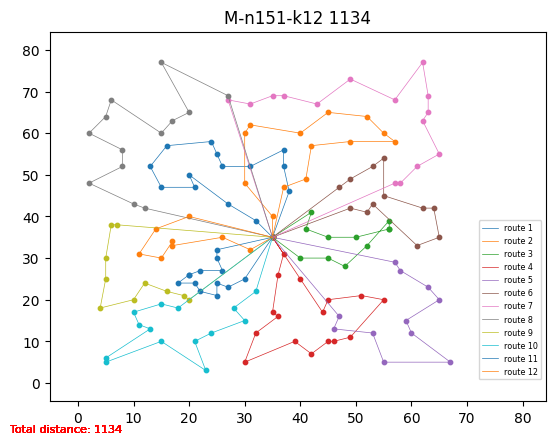 M-n151-k12 1134
80
70
60
50
40
30
20
10
0
route 1
route 2
route 3
route 4
route 5
route 6
route 7
route 8
route 9
route 10
route 11
route 12
0 10 20 30 40 50 60 70 80
Total distance: 1134